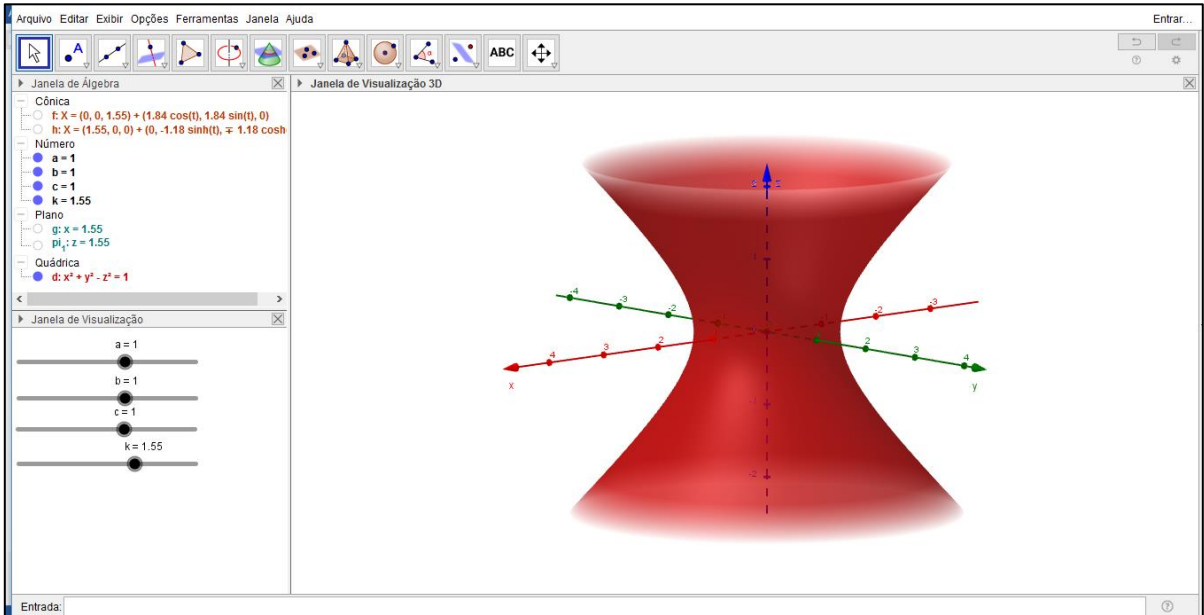 Arquivo Editar Exibir Opções Ferramentas Janela Ajuda
Entrar...
A
ABC
Janela de Álgebra
Cônica
f: X = (0, 0, 1.55) + (1.84 cos(t), 1.84 sin(t), 0)
h: X = (1.55, 0, 0) + (0, -1.18 sinh(t), ∓ 1.18 cosh
Número
a = 1
b = 1
c = 1
k = 1.55
Plano
g: x = 1.55
pi₁: z = 1.55
Quádrica
d: x² + y² - z² = 1
Janela de Visualização
a = 1
b = 1
c = 1
k = 1.55
Janela de Visualização 3D
2 z
1
-4
-3
-2
-2
-3
4
3
2
2
3
4
x
y
-2
Entrada: